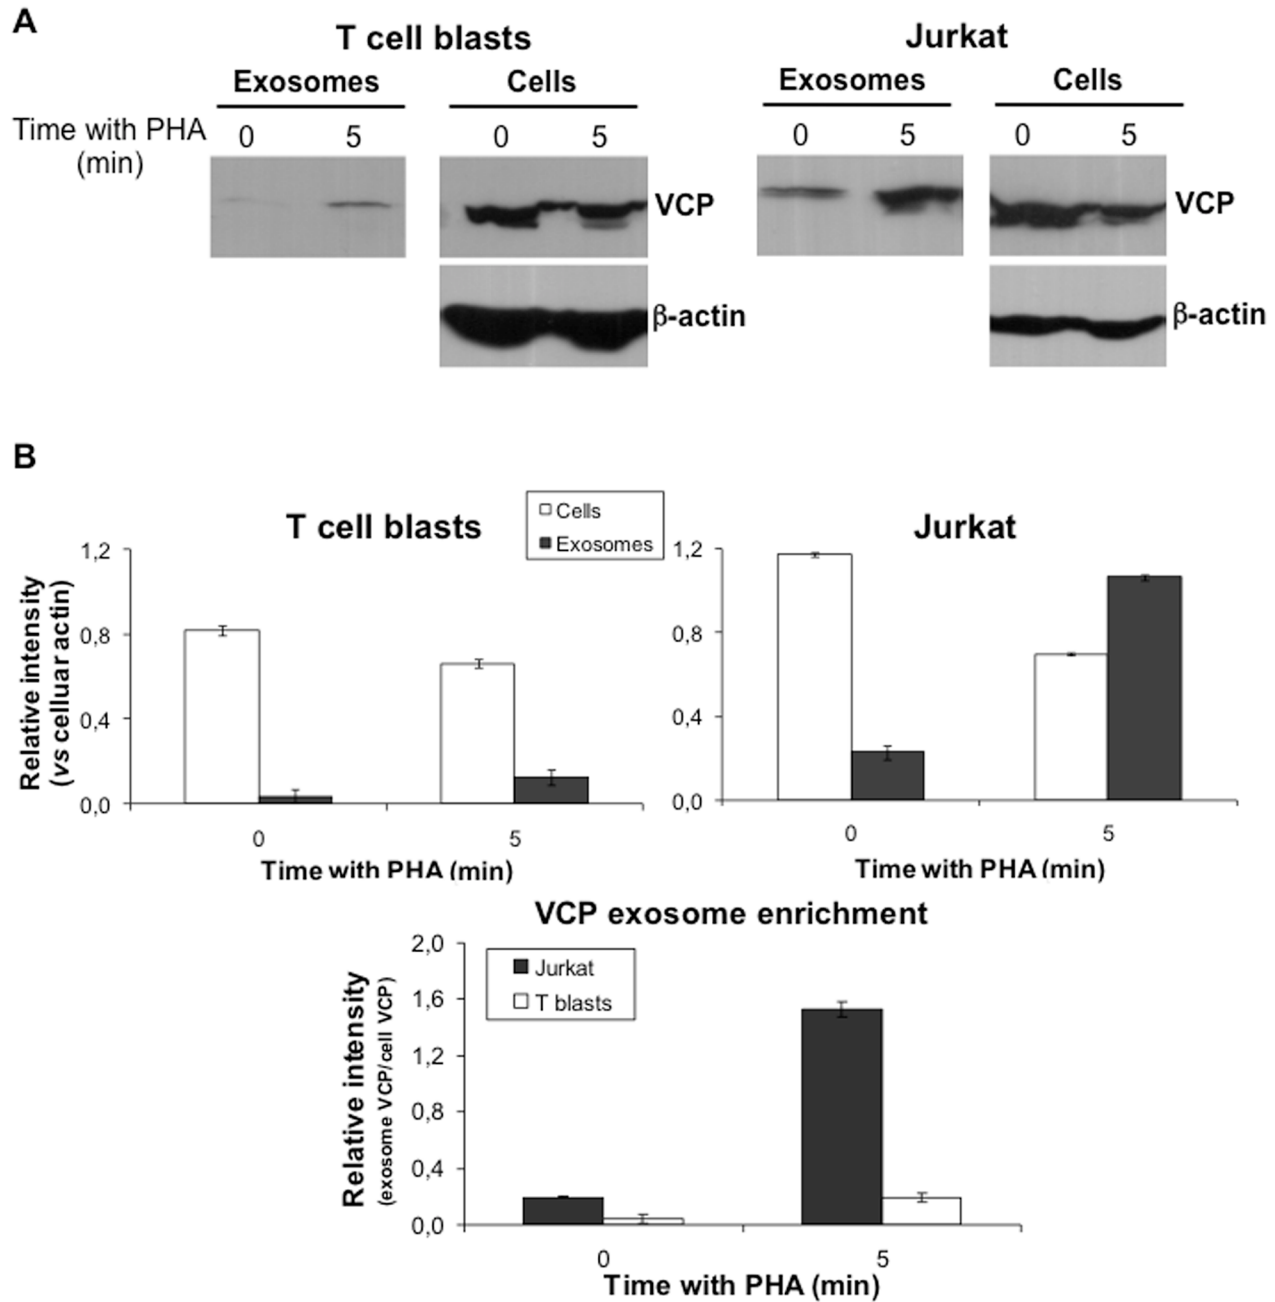 A
T cell blasts
Jurkat
Exosomes
Cells
Exosomes
Cells
Time with PHA
(min)
0
5
0
5
0
5
0
5
VCP
VCP
β-actin
β-actin
B
T cell blasts
Cells
Exosomes
Jurkat
Relative intensity
(vs celluar actin)
1,2
0,8
0,4
0,0
0
5
Time with PHA (min)
1,2
0,8
0,4
0,0
0
5
Time with PHA (min)
VCP exosome enrichment
Relative intensity
(exosome VCP/cell VCP)
2,0
1,6
1,2
0,8
0,4
0,0
Jurkat
T blasts
0
5
Time with PHA (min)